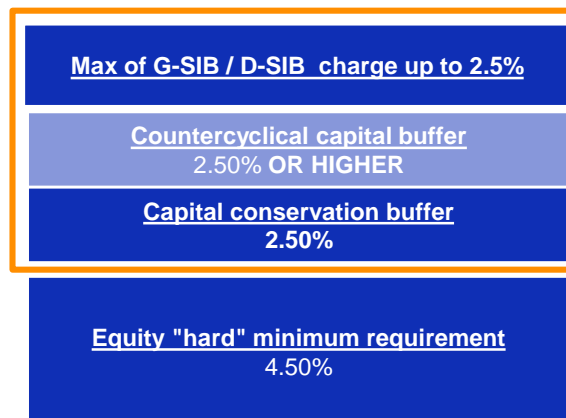 Max of G-SIB / D-SIB charge up to 2.5%
Countercyclical capital buffer
2.50% OR HIGHER
Capital conservation buffer
2.50%
Equity "hard" minimum requirement
4.50%